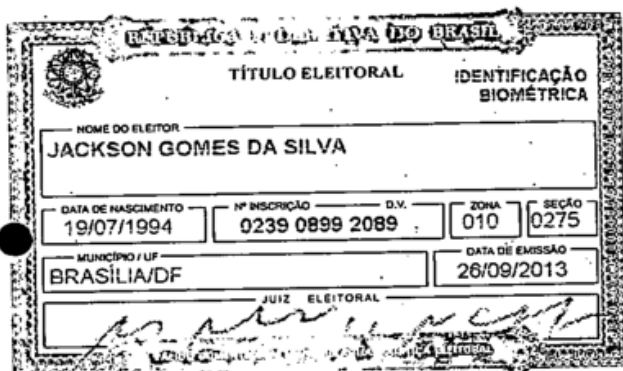 REPÚBLICA FEDERATIVA DO BRASIL
TÍTULO ELEITORAL
IDENTIFICAÇÃO
BIOMÉTRICA
NOME DO ELEITOR
JACKSON GOMES DA SILVA
DATA DE NASCIMENTO Nº INSCRIÇÃO D.V. ZONA SEÇÃO
19/07/1994 0239 0899 2089 010 0275
MUNICÍPIO / UF DATA DE EMISSÃO
BRASÍLIA/DF 26/09/2013
JUIZ ELEITORAL